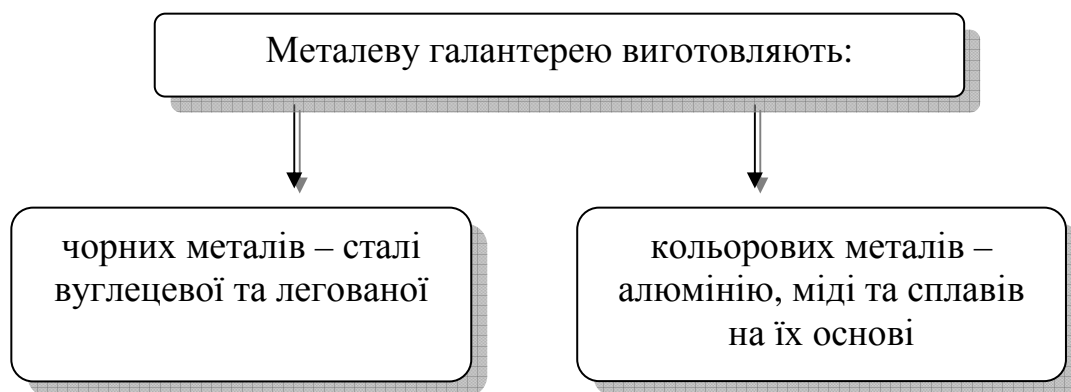 Металеву галантерею виготовляють:
чорних металів – сталі
вуглецевої та легованої
кольорових металів –
алюмінію, міді та сплавів
на їх основі